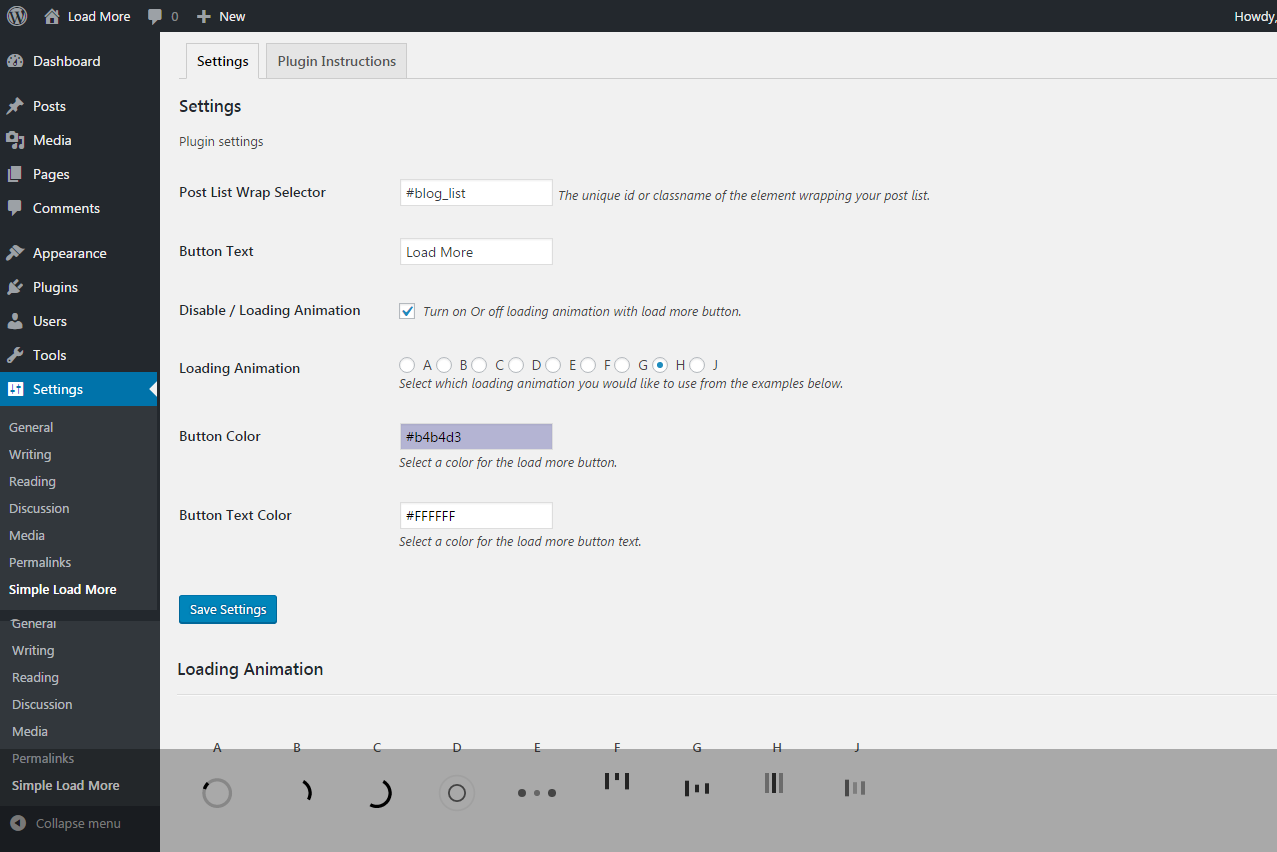 Load More 0 New Howdy,
Dashboard
Posts
Media
Pages
Comments
Appearance
Plugins
Users
Tools
Settings
General
Writing
Reading
Discussion
Media
Permalinks
Simple Load More
General
Writing
Reading
Discussion
Media
Permalinks
Simple Load More
Collapse menu
Settings Plugin Instructions
Settings
Plugin settings
Post List Wrap Selector #blog_list The unique id or classname of the element wrapping your post list.
Button Text Load More
Disable / Loading Animation Turn on Or off loading animation with load more button.
Loading Animation A B C D E F G H J
Select which loading animation you would like to use from the examples below.
Button Color #b4b4d3
Select a color for the load more button.
Button Text Color #FFFFFF
Select a color for the load more button text.
Save Settings
Loading Animation
A B C D E F G H J